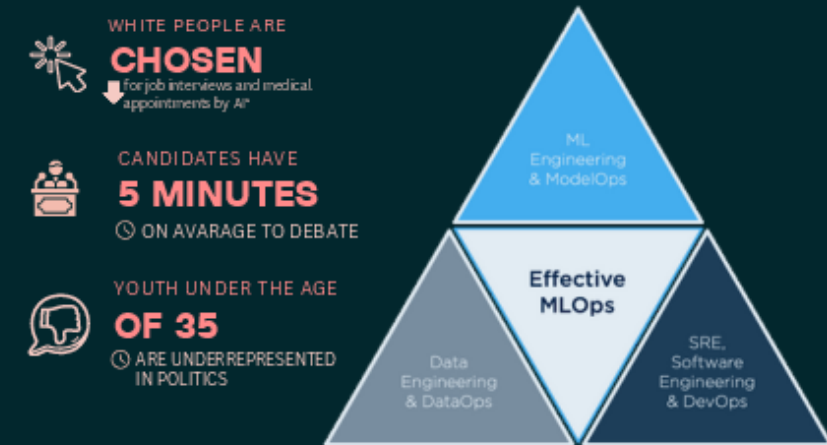 WHITE PEOPLE ARE
CHOSEN
for job interviews and medical
appointments by AI*
CANDIDATES HAVE
5 MINUTES
ON AVARAGE TO DEBATE
YOUTH UNDER THE AGE
OF 35
ARE UNDERREPRESENTED
IN POLITICS
ML
Engineering
& ModelOps
Effective
MLOps
Data
Engineering
& DataOps
SRE,
Software
Engineering
& DevOps